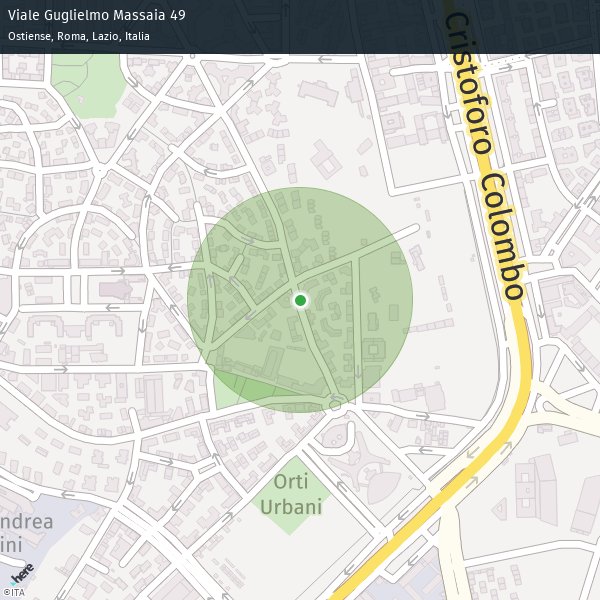 Viale Guglielmo Massaia 49
Ostiense, Roma, Lazio, Italia
Cristoforo Colombo
Orti
Urbani
ndrea
ini
here
©ITA